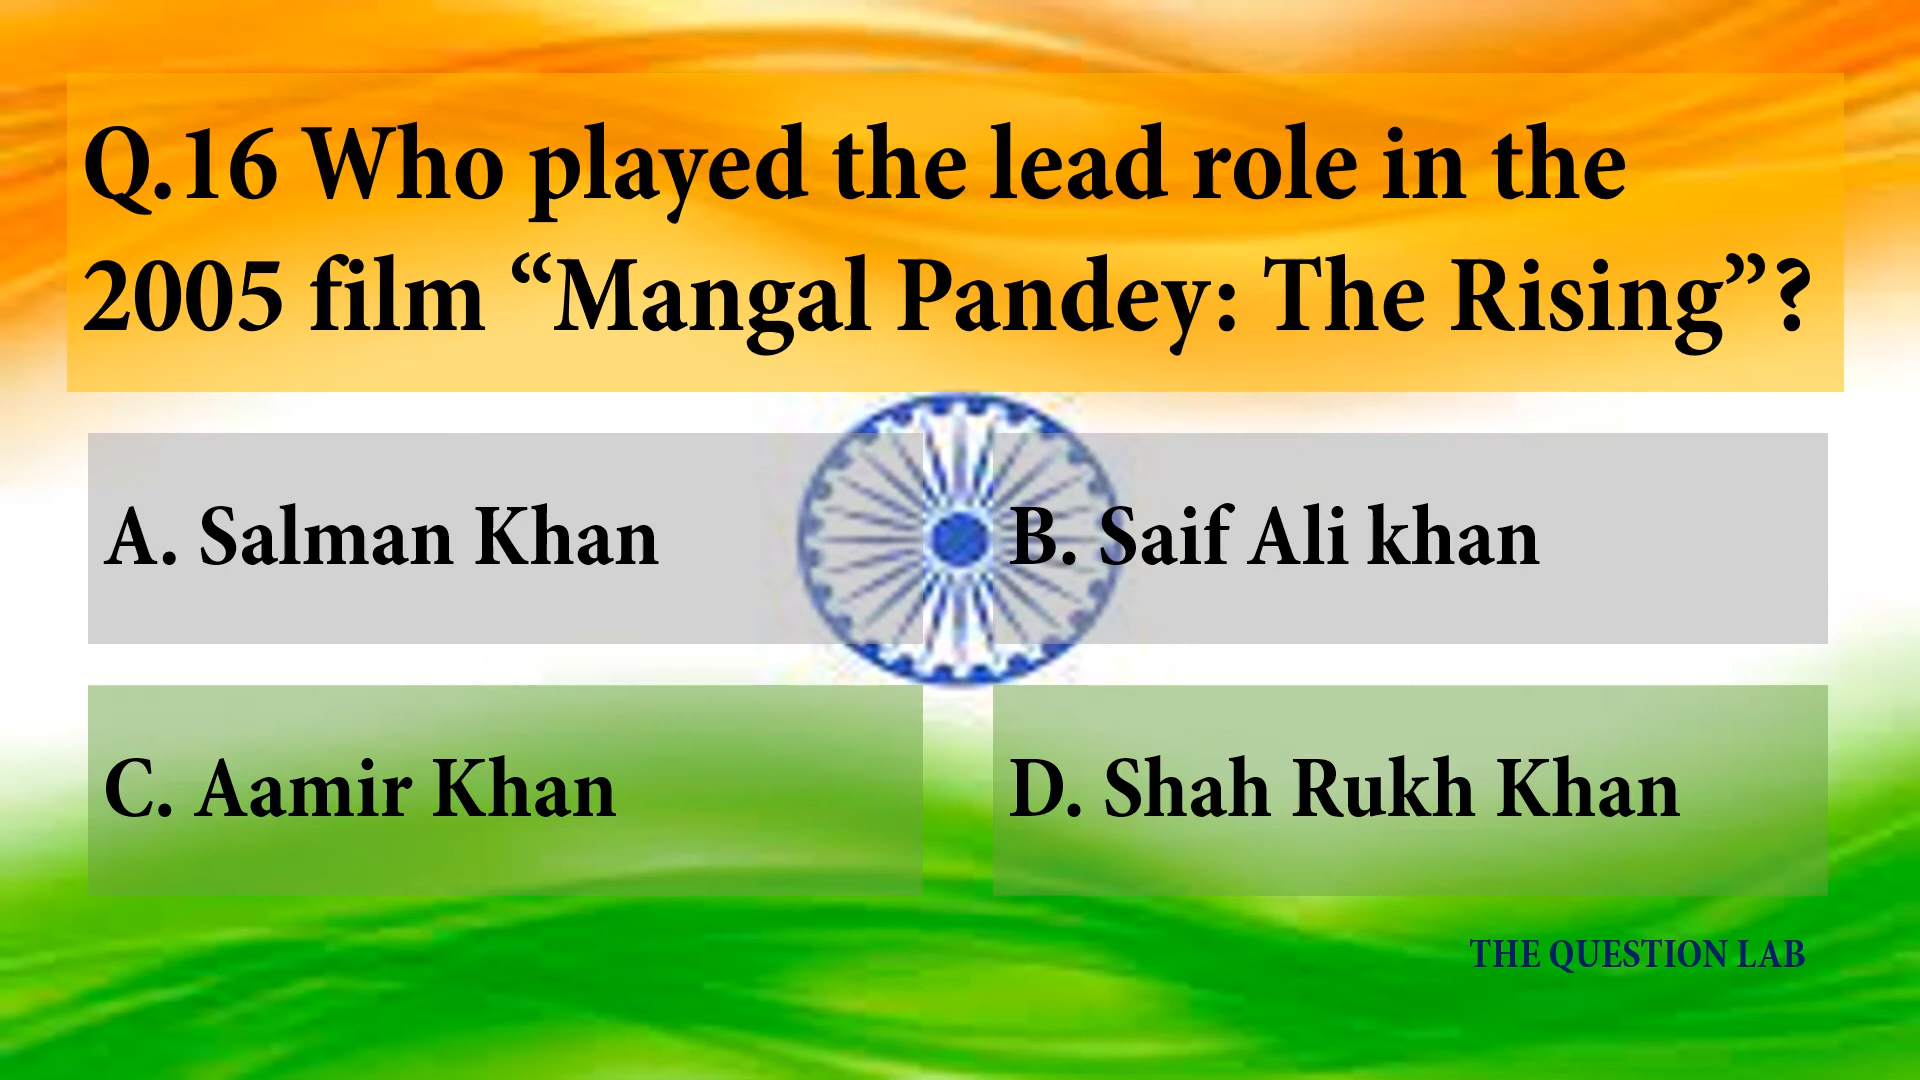 Q.16 Who played the lead role in the
2005 film “Mangal Pandey: The Rising”?
A. Salman Khan
B. Saif Ali khan
C. Aamir Khan
D. Shah Rukh Khan
THE QUESTION LAB